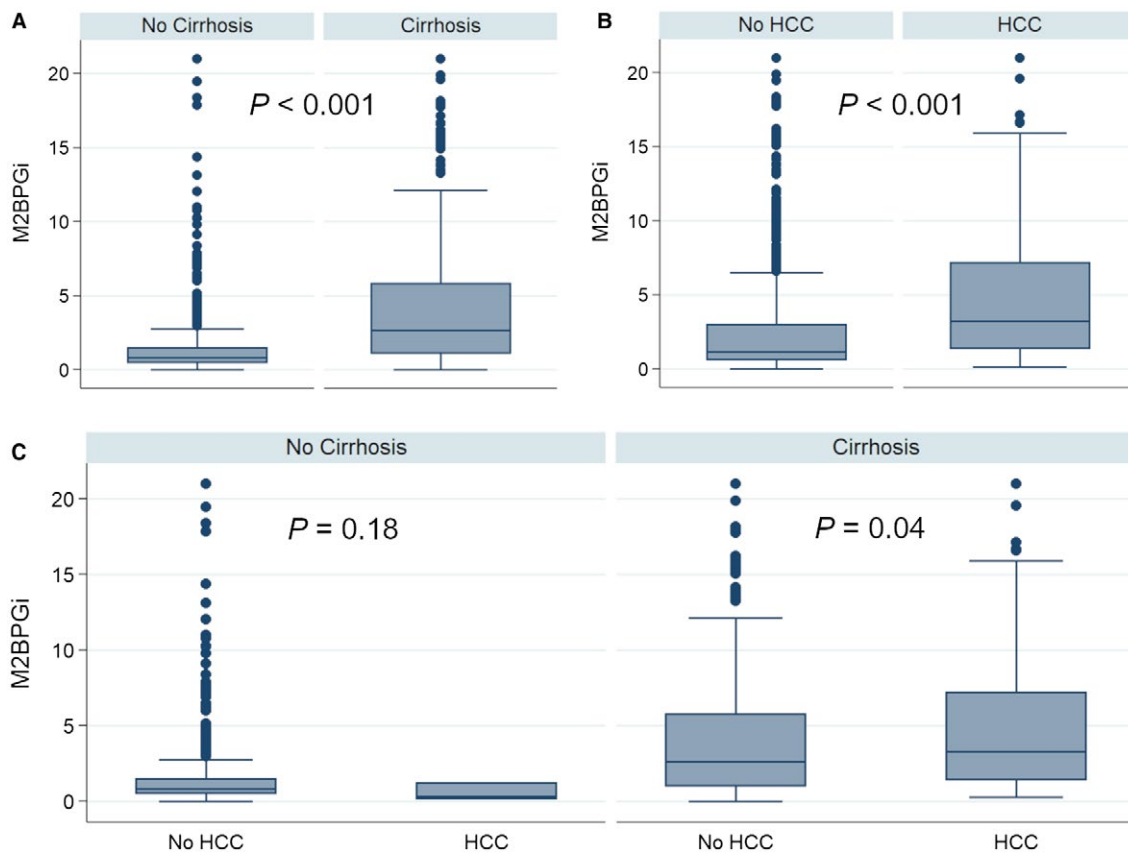 A
No Cirrhosis
Cirrhosis
P < 0.001
M2BPGi
20
15
10
5
0
B
No HCC
HCC
P < 0.001
M2BPGi
20
15
10
5
0
C
No Cirrhosis
Cirrhosis
P = 0.18
P = 0.04
M2BPGi
20
15
10
5
0
No HCC
HCC
No HCC
HCC